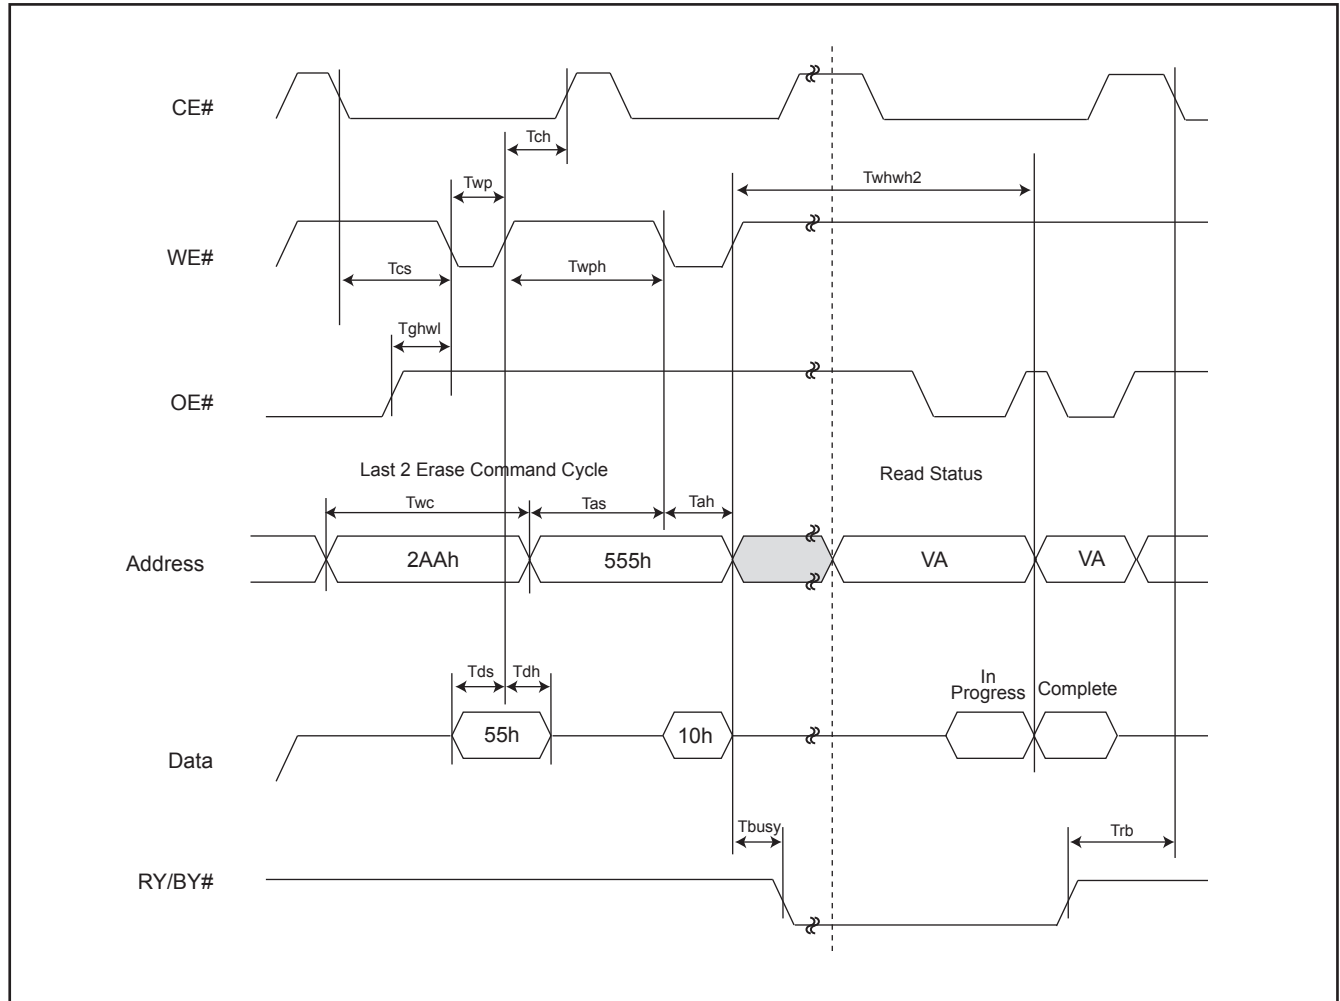 CE#
Tch
Twp
Twhwh2
WE#
Tcs
Twph
Tghwl
OE#
Last 2 Erase Command Cycle
Read Status
Twc
Tas
Tah
Address
2AAh
555h
VA
VA
Tds
Tdh
In
Progress
Complete
55h
10h
Data
Tbusy
Trb
RY/BY#